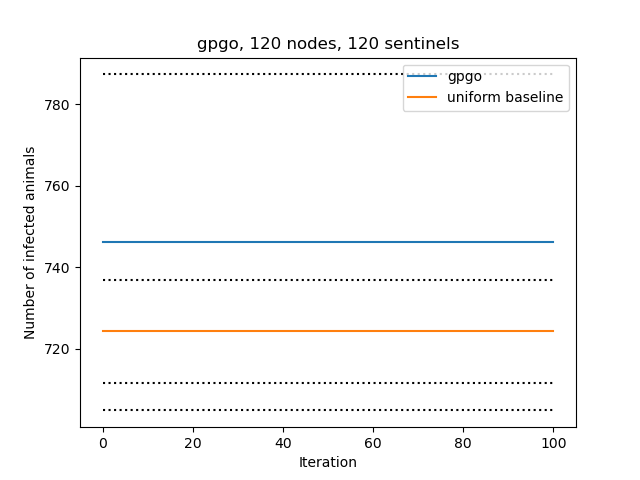 gpgo, 120 nodes, 120 sentinels
gpgo
uniform baseline
Number of infected animals
780
760
740
720
0 20 40 60 80 100
Iteration